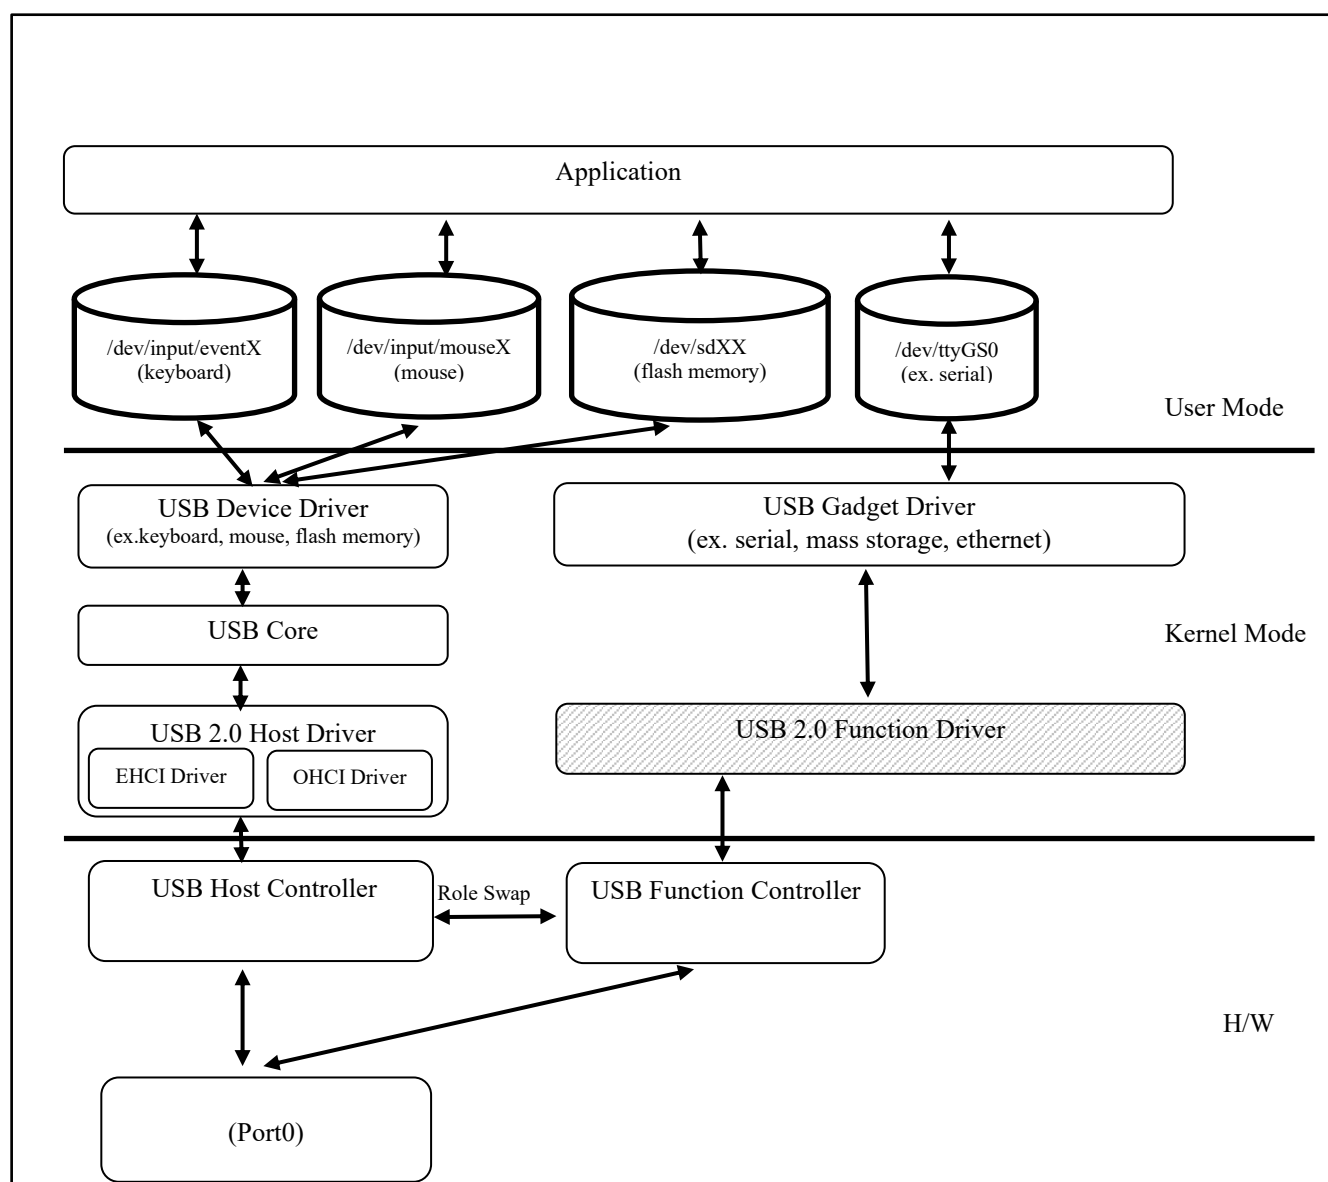 Application
/dev/input/eventX
(keyboard)
/dev/input/mouseX
(mouse)
/dev/sdXX
(flash memory)
/dev/ttyGS0
(ex. serial)
User Mode
USB Device Driver
(ex.keyboard, mouse, flash memory)
USB Gadget Driver
(ex. serial, mass storage, ethernet)
USB Core
Kernel Mode
USB 2.0 Host Driver
EHCI Driver
OHCI Driver
USB 2.0 Function Driver
USB Host Controller
Role Swap
USB Function Controller
H/W
(Port0)